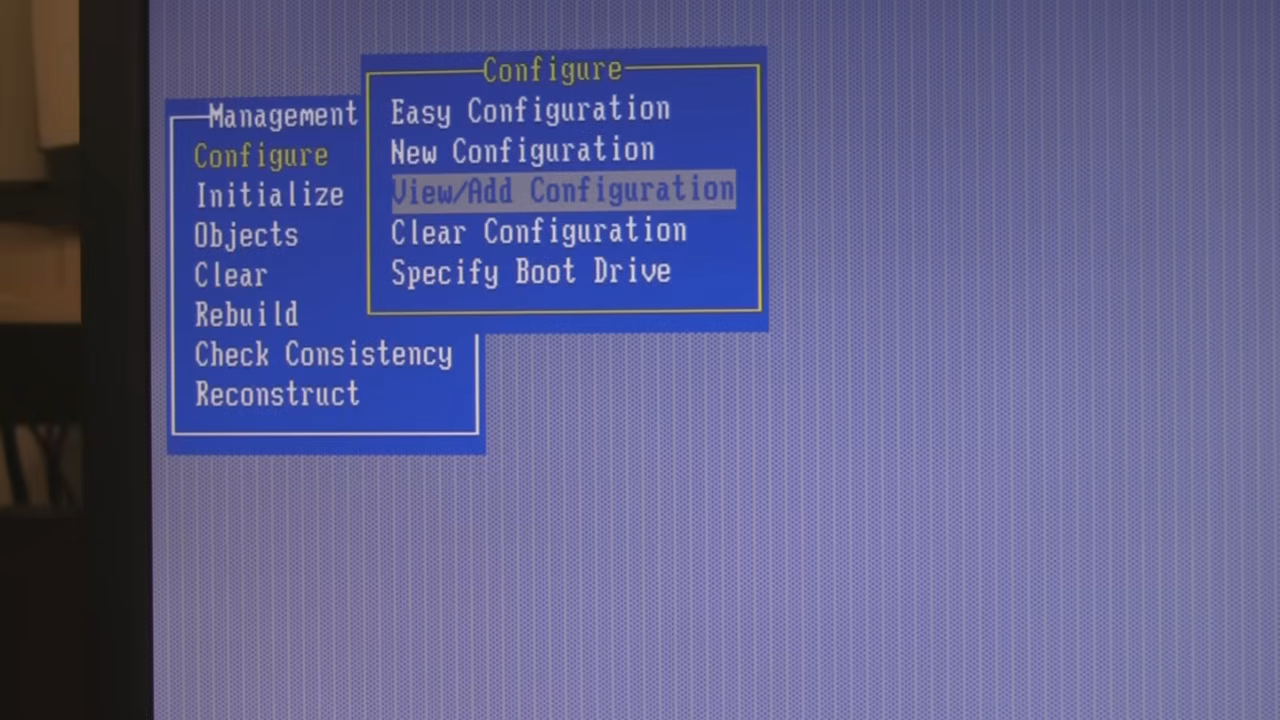 Management
Configure
Initialize
Objects
Clear
Rebuild
Check Consistency
Reconstruct
Configure
Easy Configuration
New Configuration
View/Add Configuration
Clear Configuration
Specify Boot Drive